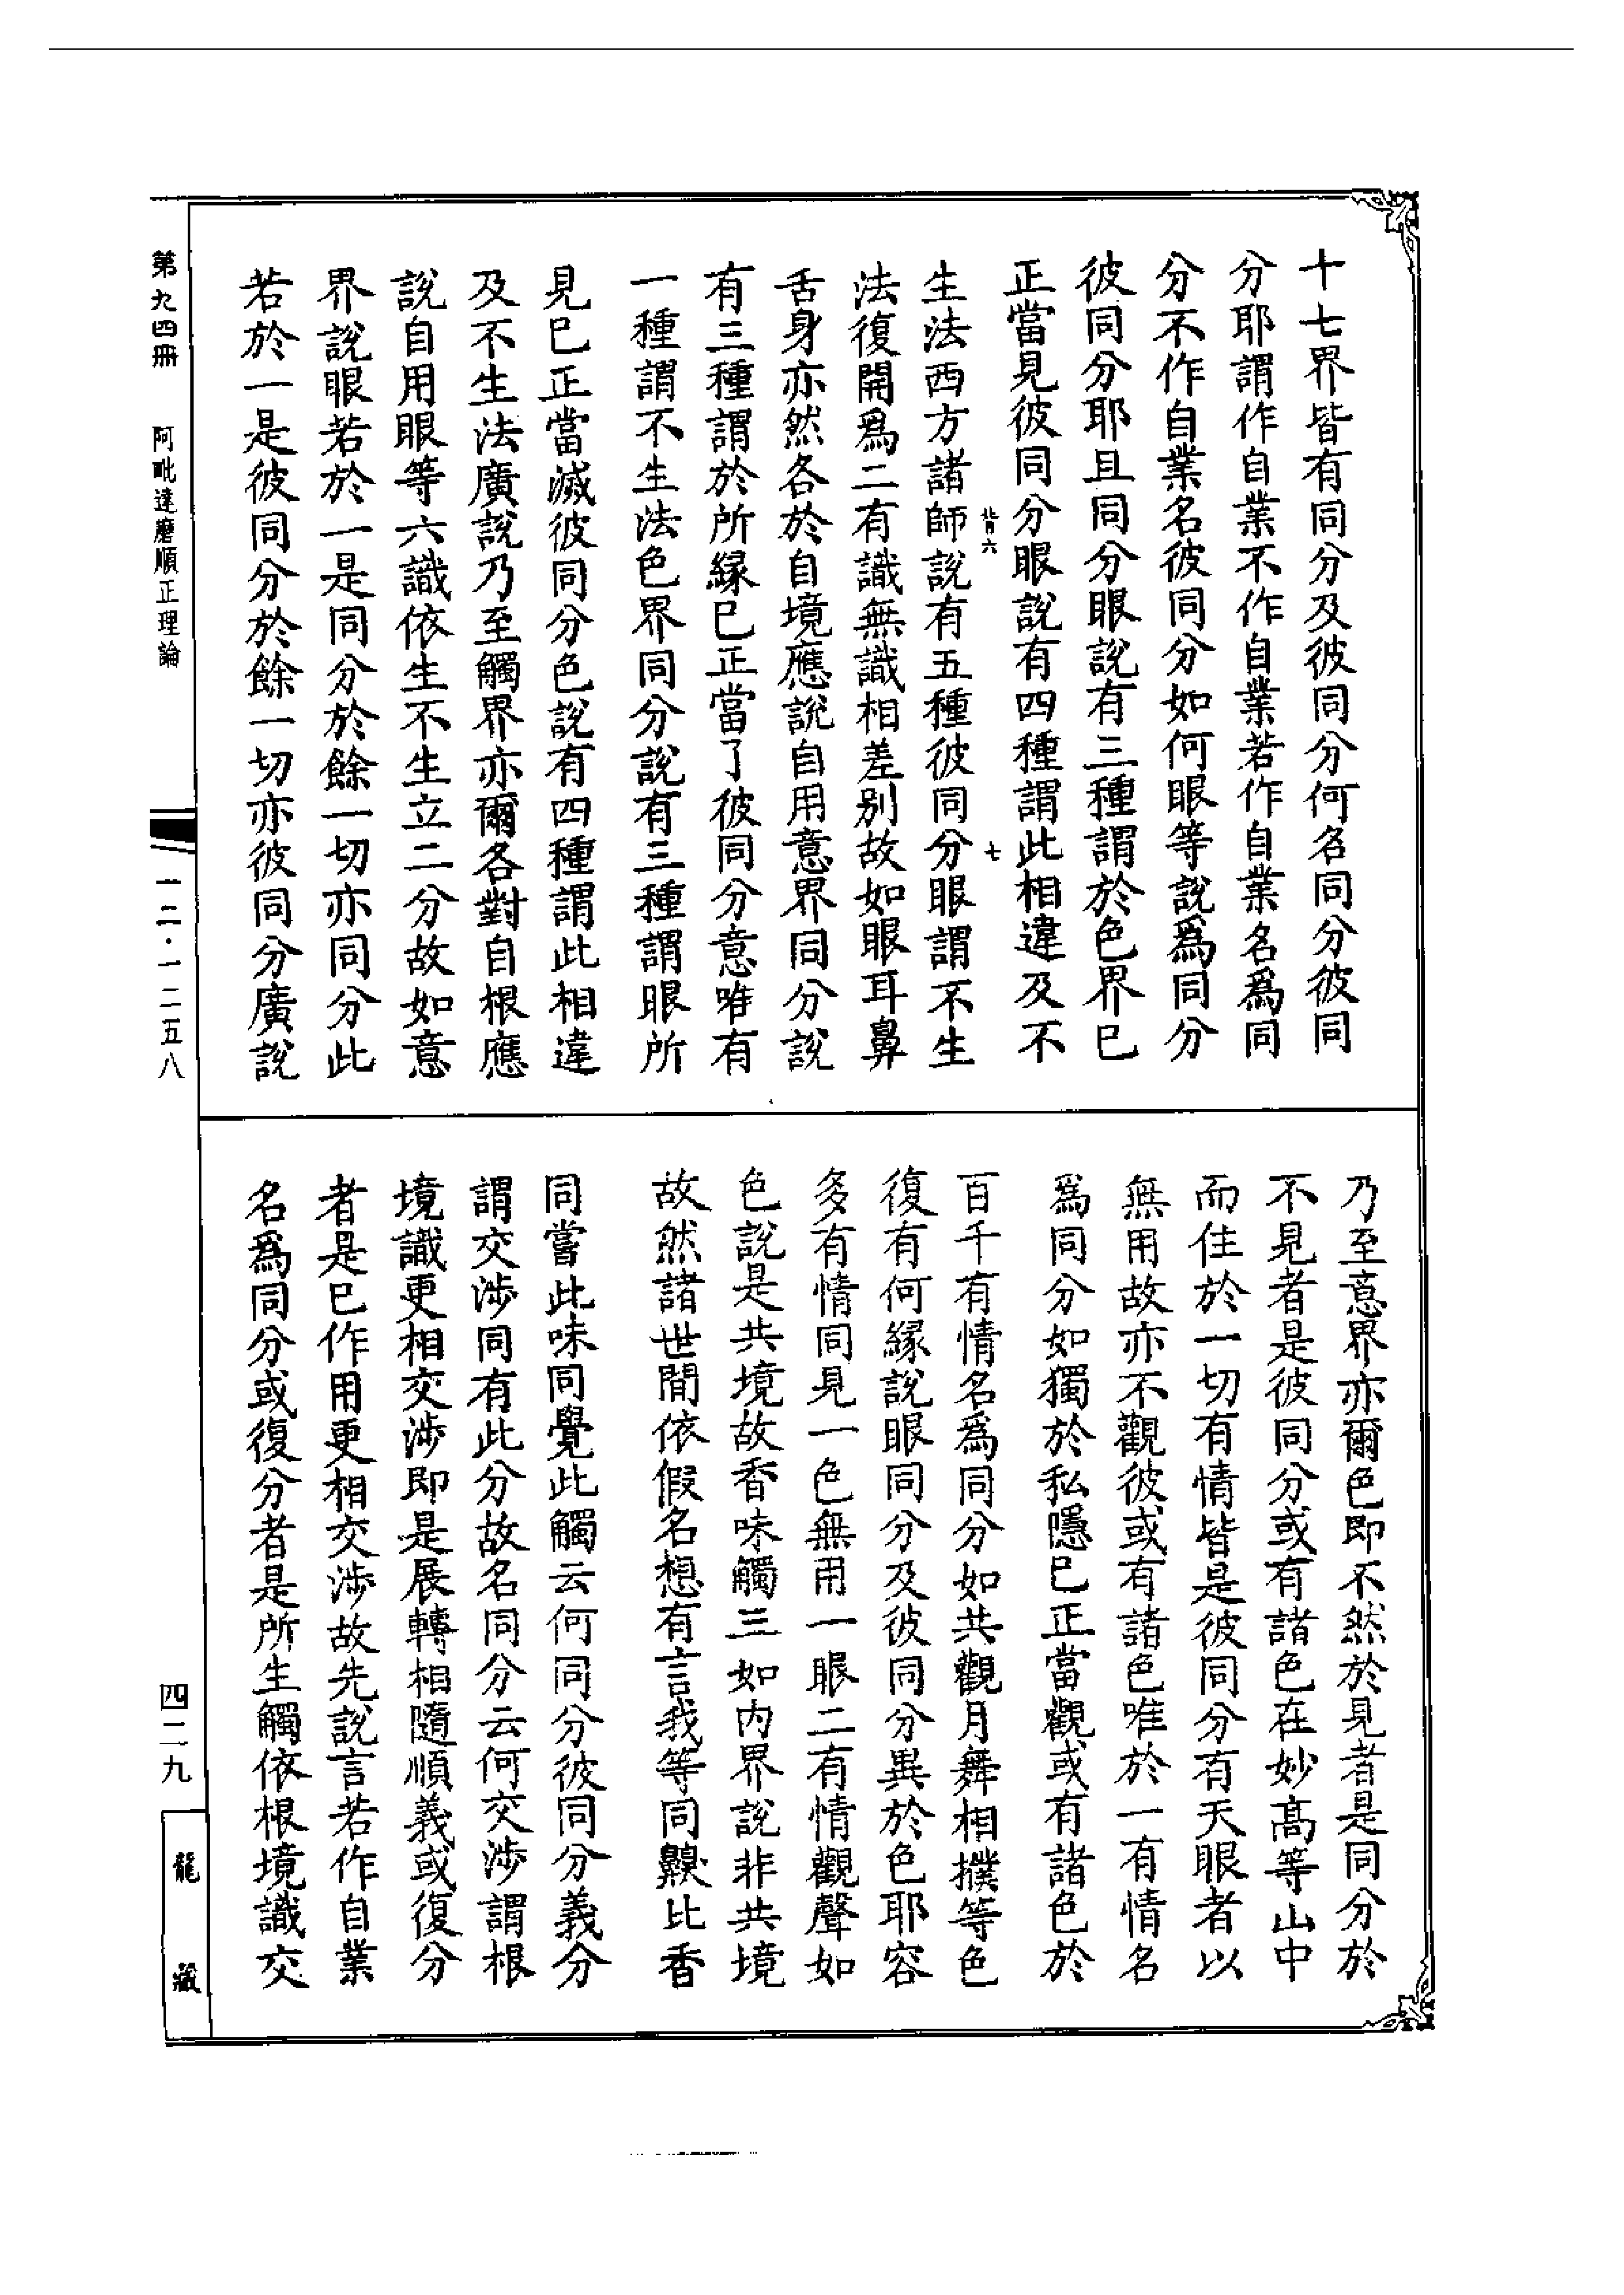 十七界皆有同分及彼同分何名同分彼同
分耶謂作自業不作自業若作自業名爲同
分不作自業名彼同分如何眼等說爲同分
彼同分耶且同分眼說有三種謂於色界已
正當見彼同分眼說有四種謂此相違及不
生法西方諸師說有五種彼同分眼謂不生
法復開爲二有識無識相差別故如眼耳鼻
舌身亦然各於自境應說自用意界同分說
有三種謂於所緣已正當了彼同分意唯有
一種謂不生法色界同分說有三種謂眼所
見已正當滅彼同分色說有四種謂此相違
及不生法廣說乃至觸界亦爾各對自根應
說自用眼等六識依生不生立二分故如意
界說眼若於一是同分於餘一切亦同分此
若於一是彼同分於餘一切亦彼同分廣說
乃至意界亦爾色即不然於見者是同分於
不見者是彼同分或有諸色在妙高等山中
而住於一切有情皆是彼同分有天眼者以
無用故亦不觀彼或有諸色唯於一有情名
爲同分如獨於私隱已正當觀或有諸色於
百千有情名爲同分如共觀月舞相撲等色
復有何緣說眼同分及彼同分異於色耶容
多有情同見一色無用一眼二有情觀聲如
色說是共境故香味觸三如內界說非共境
故然諸世間依假名想有言我等同齅此香
同嘗此味同覺此觸云何同分彼同分義分
謂交涉同有此分故名同分云何交涉謂根
境識更相交涉即是展轉相隨順義或復分
者是已作用更相交涉故先說言若作自業
名爲同分或復分者是所生觸依根境識交
第九四冊 阿毗達磨順正理論
一二·一二五八
四二九
龍藏
六
七